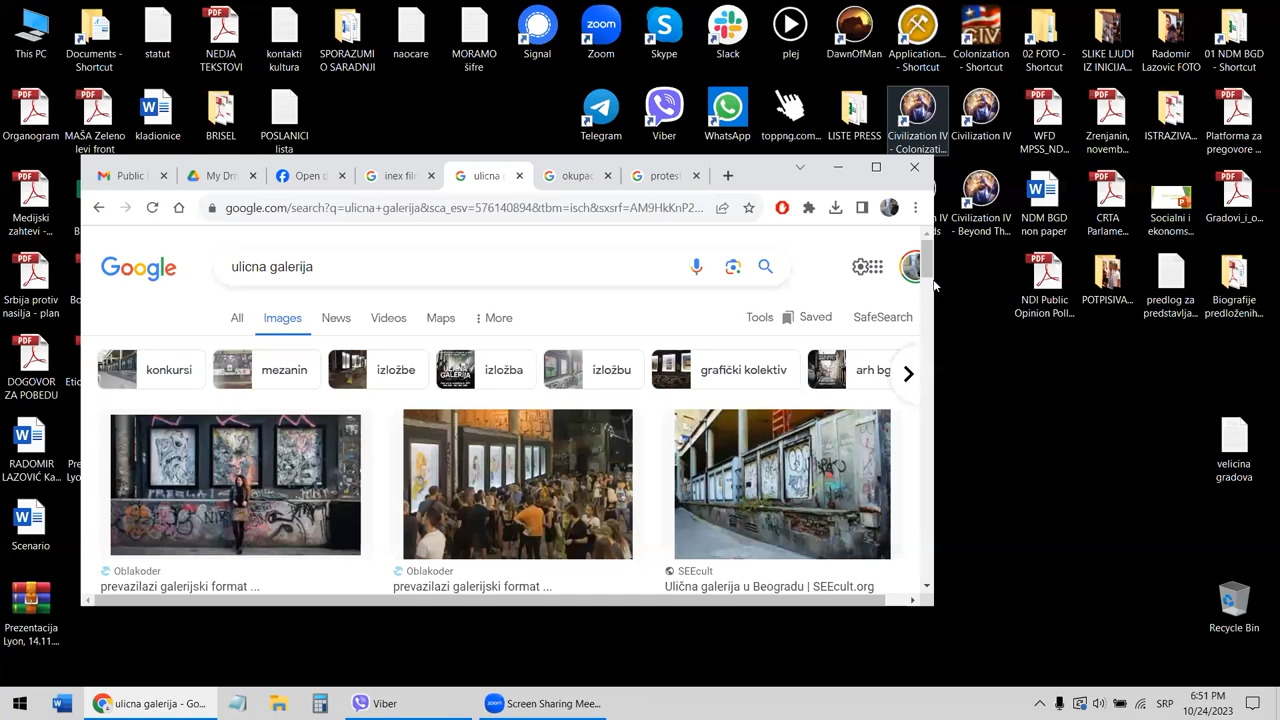 This PC
Documents - Shortcut
statut
NEDJA TEKSTOVI
kontakti kultura
SPORAZUMI O SARADNJI
naocare
MORAMO šifre
Signal
zoom
Zoom
Skype
Slack
plej
DawnOfMan
Application... - Shortcut
Colonization - Shortcut
02 FOTO - Shortcut
SLIKE LJUDI IZ INICIJA...
Radomir Lazovic FOTO
01 NDM BGD - Shortcut
Organogram
MAŠA Zeleno levi front
kladionice
BRISEL
POSLANICI lista
Telegram
Viber
WhatsApp
toppng.com...
LISTE PRESS
Civilization IV - Colonizati...
Civilization IV
WFD MPSS_ND...
Zrenjanin, novemb...
ISTRAZIVA...
Platforma za pregovore ...
Medijski zahtevi -...
Civilization IV - Beyond Th...
NDM BGD non paper
CRTA Parlame...
Socialni i ekonoms...
Gradovi_i_o...
Srbija protiv nasilja - plan
NDI Public Opinion Poll...
POTPISIVA...
predlog za predstavlja...
Biografije predloženih...
DOGOVOR ZA POBEDU
RADOMIR LAZOVIĆ Ka...
velicina gradova
Scenario
Prezentacija Lyon, 14.11....
Recycle Bin
Public
My Dri
Open d
inex film
ulicna g
okupac
protest
google.com/search?q=ulicna+galerija&sca_esv=576140894&tbm=isch&sxsrf=AM9HkKnP2...
Google
ulicna galerija
All
Images
News
Videos
Maps
More
Tools
Saved
SafeSearch
konkursi
mezanin
izložbe
izložba
izložbu
grafički kolektiv
arh bg
Oblakoder
prevazilazi galerijski format ...
Oblakoder
prevazilazi galerijski format ...
SEEcult
Ulična galerija u Beogradu | SEEcult.org
ulicna galerija - Go...
Viber
zoom
Screen Sharing Mee...
SRP
6:51 PM
10/24/2023